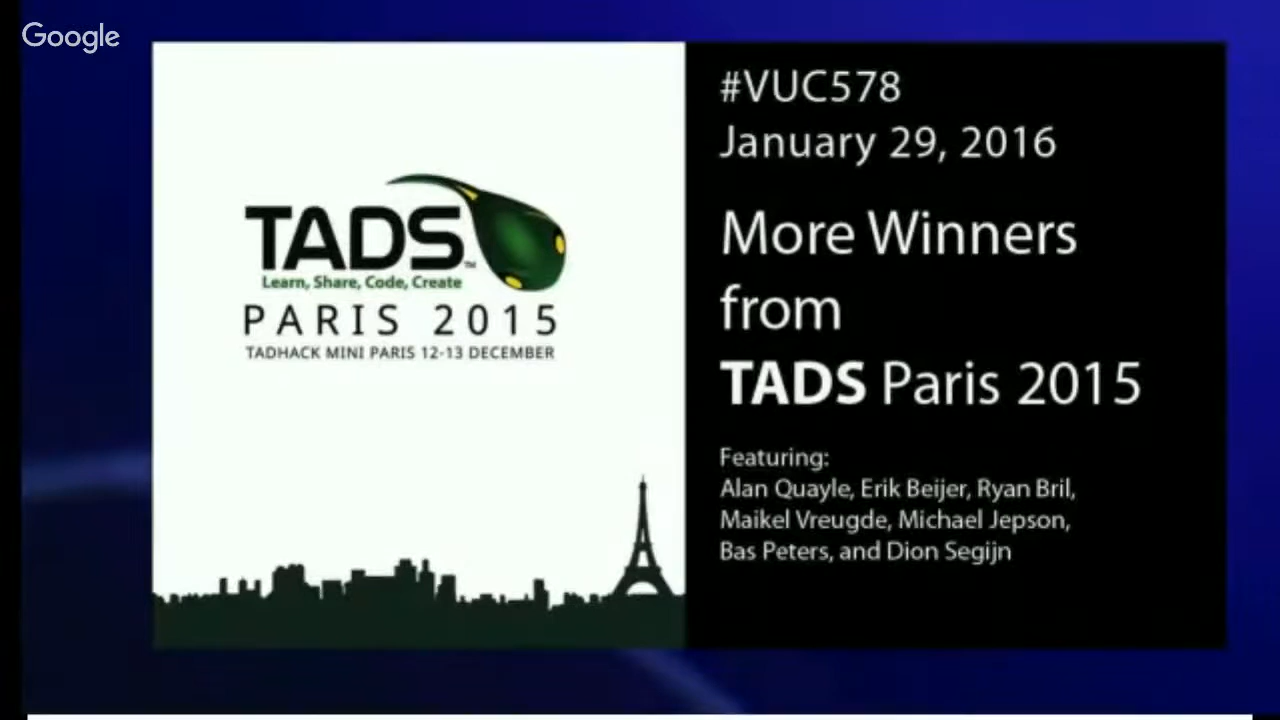 Google
TADS™
Learn, Share, Code, Create
PARIS 2015
TADHACK MINI PARIS 12-13 DECEMBER
#VUC578
January 29, 2016
More Winners
from
TADS Paris 2015
Featuring:
Alan Quayle, Erik Beijer, Ryan Bril,
Maikel Vreugde, Michael Jepson,
Bas Peters, and Dion Segijn